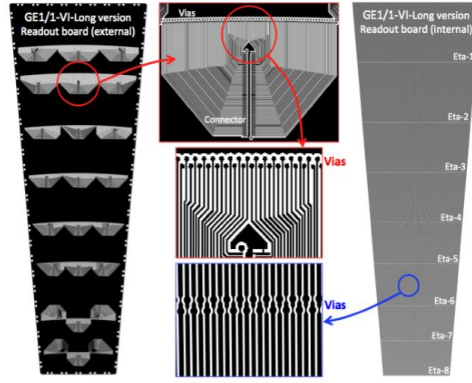 GE1/1-VI-Long version
Readout board (external)
Vias
Connector
Vias
Vias
GE1/1-VI-Long version
Readout board (internal)
Eta-1
Eta-2
Eta-3
Eta-4
Eta-5
Eta-6
Eta-7
Eta-8